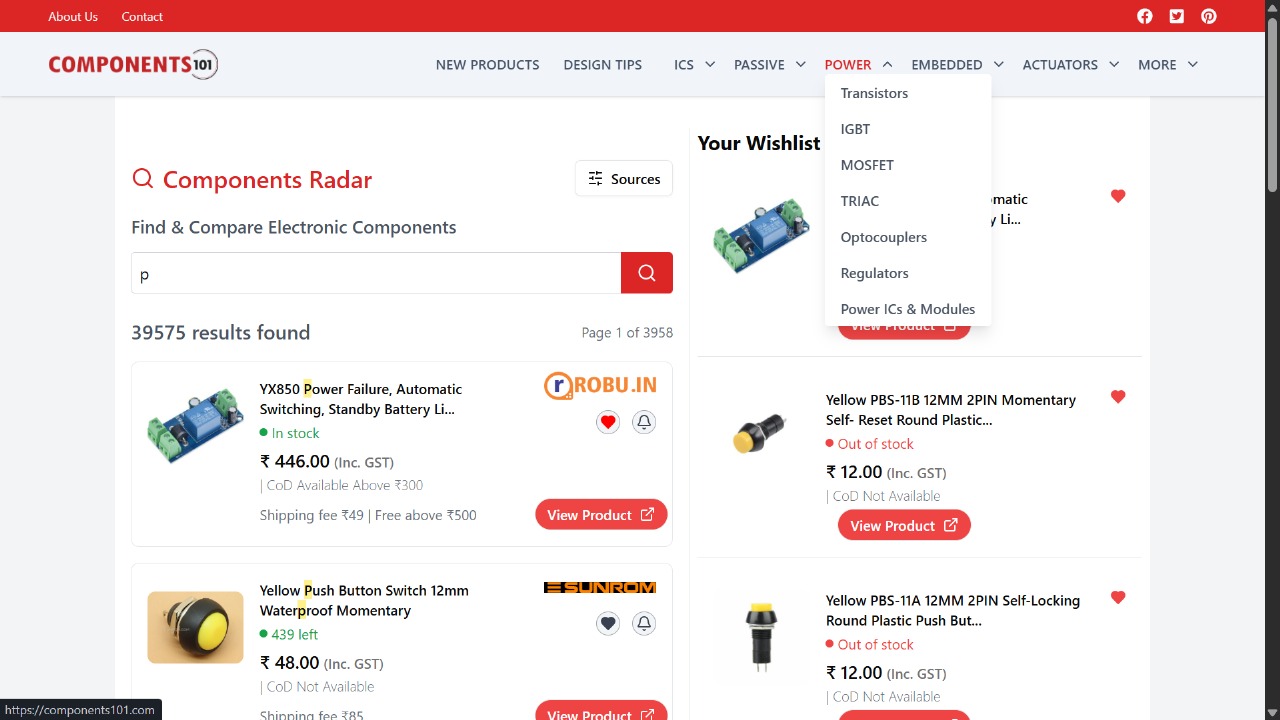 About Us
Contact
COMPONENTS101
NEW PRODUCTS
DESIGN TIPS
ICS
PASSIVE
POWER
EMBEDDED
ACTUATORS
MORE
Transistors
IGBT
MOSFET
TRIAC
Optocouplers
Regulators
Power ICs & Modules
Components Radar
Sources
Find & Compare Electronic Components
p
39575 results found
Page 1 of 3958
YX850 Power Failure, Automatic
Switching, Standby Battery Li...
In stock
₹ 446.00 (Inc. GST)
| CoD Available Above ₹300
Shipping fee ₹49 | Free above ₹500
r ROBU.IN
View Product
Yellow Push Button Switch 12mm
Waterproof Momentary
439 left
₹ 48.00 (Inc. GST)
| CoD Not Available
Shipping fee ₹85
SUNROM
View Product
Your Wishlist
View Product
Yellow PBS-11B 12MM 2PIN Momentary
Self- Reset Round Plastic...
Out of stock
₹ 12.00 (Inc. GST)
| CoD Not Available
View Product
Yellow PBS-11A 12MM 2PIN Self-Locking
Round Plastic Push But...
Out of stock
₹ 12.00 (Inc. GST)
| CoD Not Available
https://components101.com